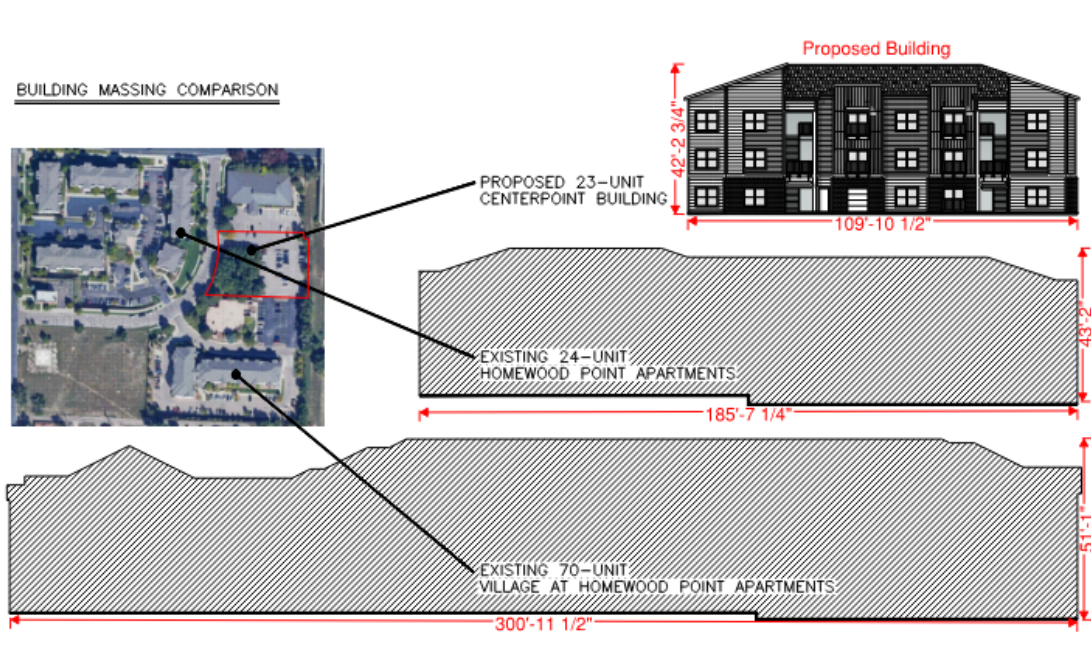 Proposed Building
BUILDING MASSING COMPARISON
42'-2 3/4"
PROPOSED 23-UNIT
CENTERPOINT BUILDING
109'-10 1/2"
43'-2"
EXISTING 24-UNIT
HOMEWOOD POINT APARTMENTS
185'-7 1/4"
51'-1"
EXISTING 70-UNIT
VILLAGE AT HOMEWOOD POINT APARTMENTS
300'-11 1/2"